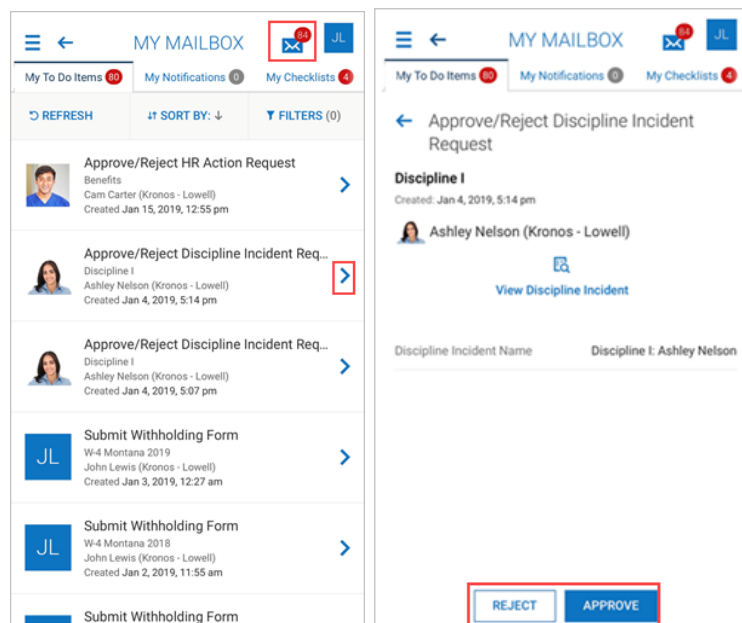 MY MAILBOX
84
JL
My To Do Items 80
My Notifications 0
My Checklists 4
REFRESH
SORT BY:
FILTERS (0)
Approve/Reject HR Action Request
Benefits
Cam Carter (Kronos - Lowell)
Created Jan 15, 2019, 12:55 pm
Approve/Reject Discipline Incident Req...
Discipline I
Ashley Nelson (Kronos - Lowell)
Created Jan 4, 2019, 5:14 pm
Approve/Reject Discipline Incident Req...
Discipline I
Ashley Nelson (Kronos - Lowell)
Created Jan 4, 2019, 5:07 pm
JL
Submit Withholding Form
W-4 Montana 2019
John Lewis (Kronos - Lowell)
Created Jan 3, 2019, 12:27 am
JL
Submit Withholding Form
W-4 Montana 2018
John Lewis (Kronos - Lowell)
Created Jan 2, 2019, 11:55 am
Submit Withholding Form
MY MAILBOX
84
JL
My To Do Items 80
My Notifications 0
My Checklists 4
Approve/Reject Discipline Incident
Request
Discipline I
Created: Jan 4, 2019, 5:14 pm
Ashley Nelson (Kronos - Lowell)
View Discipline Incident
Discipline Incident Name
Discipline I: Ashley Nelson
REJECT
APPROVE